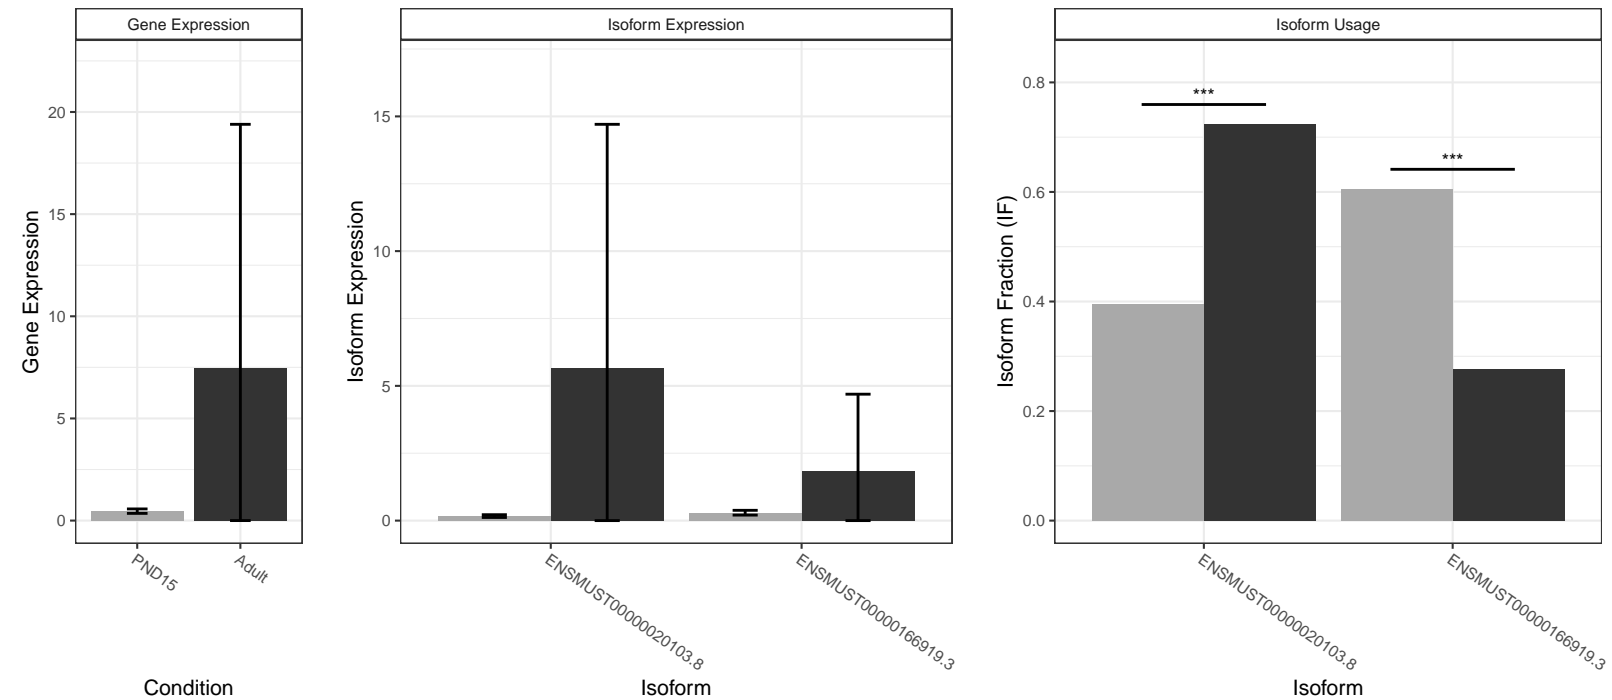 Gene Expression
Isoform Expression
Isoform Usage
Gene Expression
20
15
10
5
0
PND15
Adult
Condition
Isoform Expression
15
10
5
0
ENSMUST00000020103.8
ENSMUST00000166919.3
Isoform
Isoform Fraction (IF)
0.8
0.6
0.4
0.2
0.0
***
***
ENSMUST00000020103.8
ENSMUST00000166919.3
Isoform